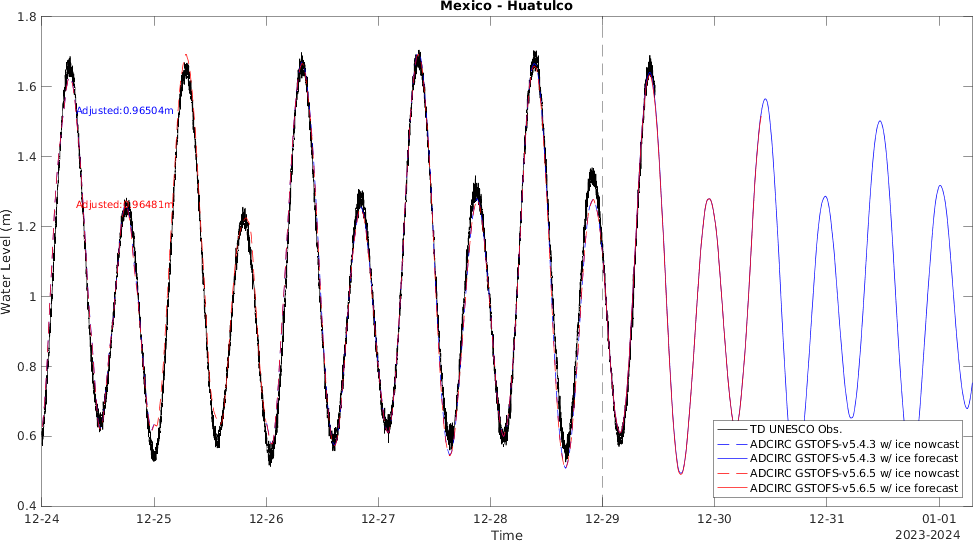 Mexico - Huatulco
1.8
1.6
1.4
1.2
1
0.8
0.6
0.4
Water Level (m)
Adjusted:0.96504m
Adjusted:0.96481m
TD UNESCO Obs.
ADCIRC GSTOFS-v5.4.3 w/ ice nowcast
ADCIRC GSTOFS-v5.4.3 w/ ice forecast
ADCIRC GSTOFS-v5.6.5 w/ ice nowcast
ADCIRC GSTOFS-v5.6.5 w/ ice forecast
12-24 12-25 12-26 12-27 12-28 12-29 12-30 12-31 01-01
Time
2023-2024